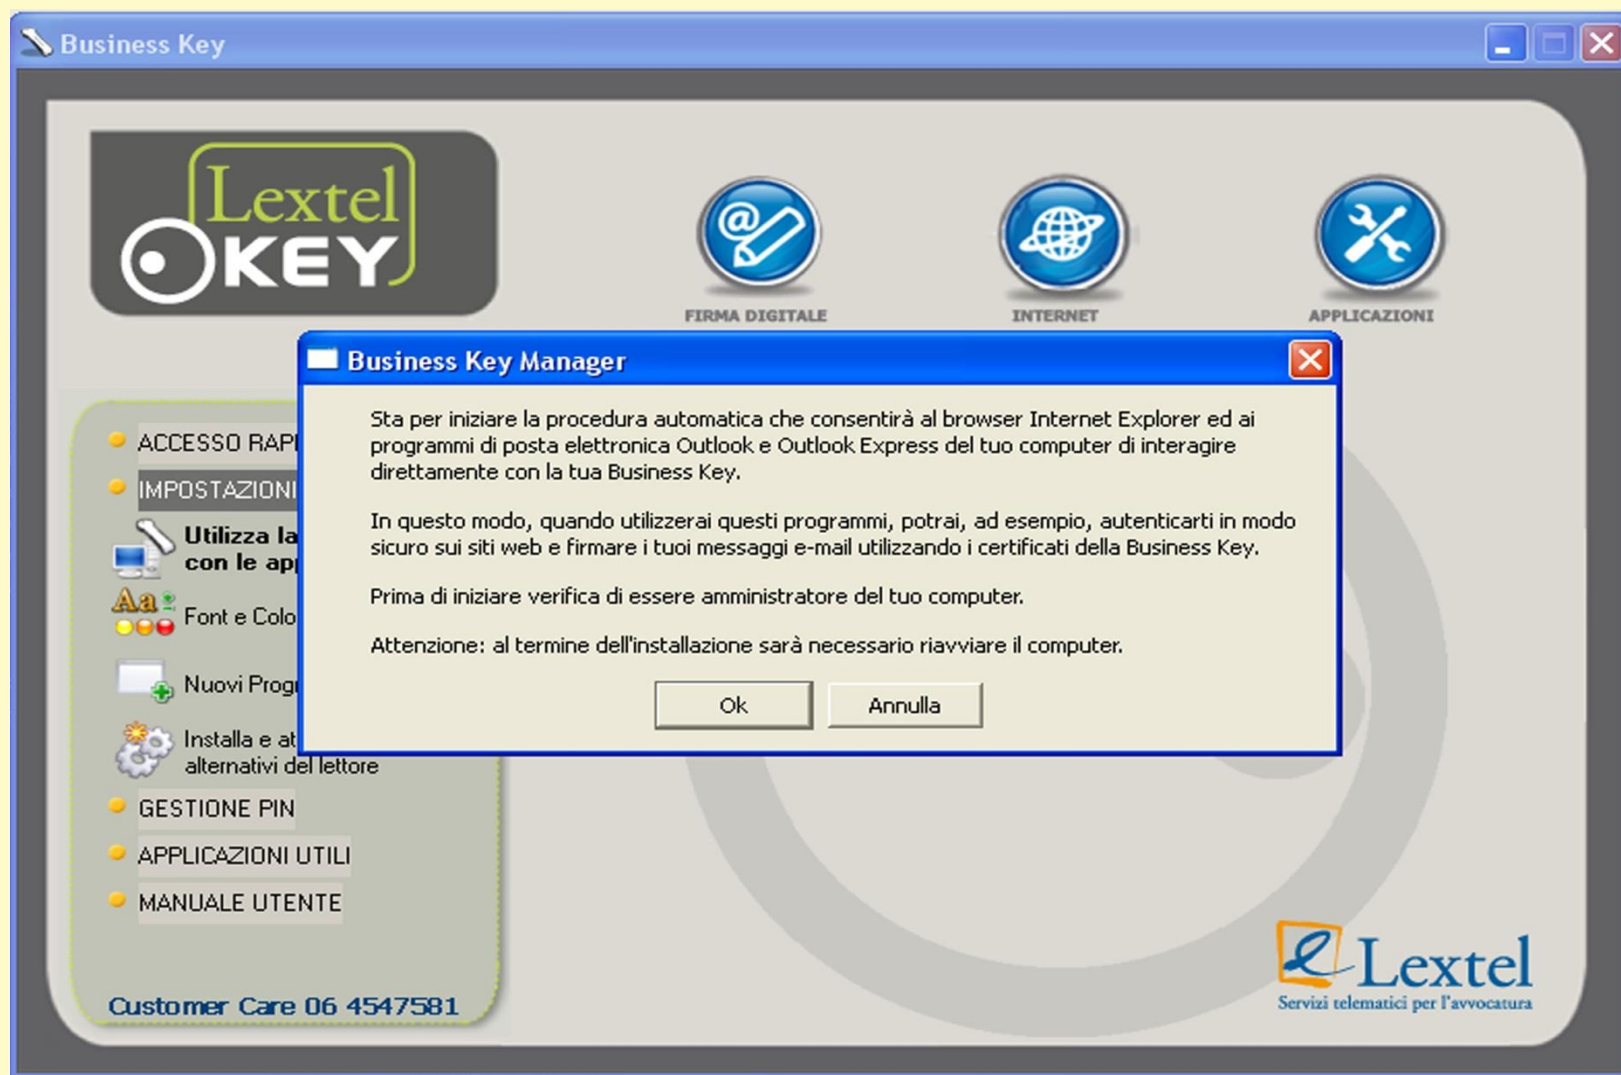 Business Key
Lextel
KEY
FIRMA DIGITALE
INTERNET
APPLICAZIONI
Business Key Manager
Sta per iniziare la procedura automatica che consentirà al browser Internet Explorer ed ai
programmi di posta elettronica Outlook e Outlook Express del tuo computer di interagire
direttamente con la tua Business Key.
In questo modo, quando utilizzerai questi programmi, potrai, ad esempio, autenticarti in modo
sicuro sui siti web e firmare i tuoi messaggi e-mail utilizzando i certificati della Business Key.
Prima di iniziare verifica di essere amministratore del tuo computer.
Attenzione: al termine dell'installazione sarà necessario riavviare il computer.
Ok
Annulla
ACCESSO RAPI
IMPOSTAZIONI
Utilizza la
con le ap
Font e Colo
Nuovi Prog
Installa e at
alternativi del lettore
GESTIONE PIN
APPLICAZIONI UTILI
MANUALE UTENTE
Customer Care 06 4547581
Lextel
Servizi telematici per l'avvocatura